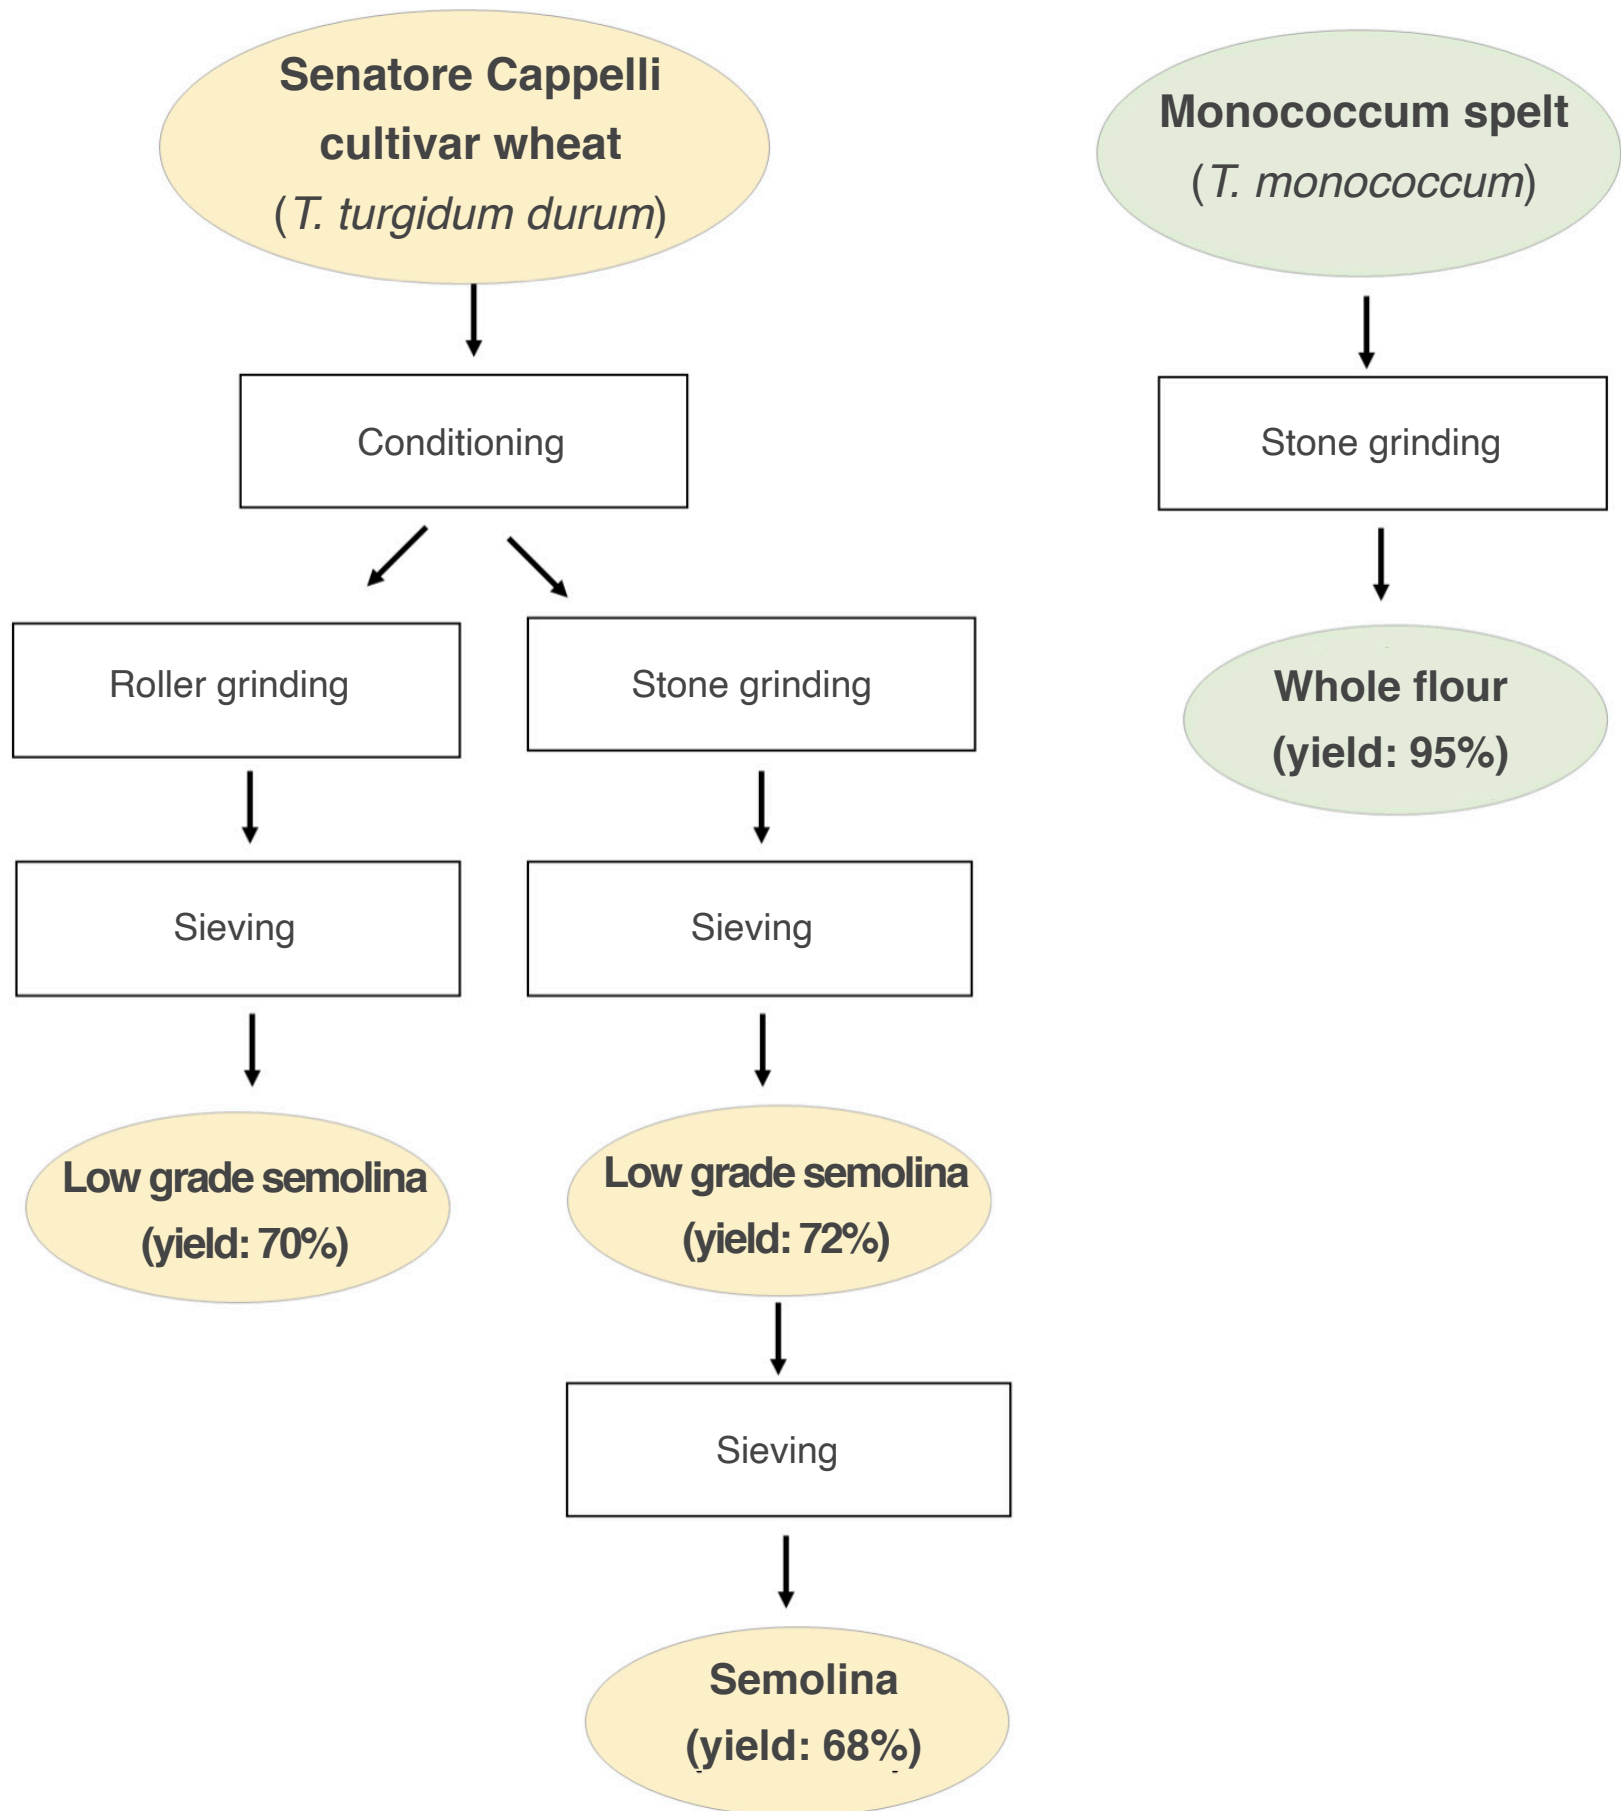 Senatore Cappelli
cultivar wheat
(T. turgidum durum)
Monococcum spelt
(T. monococcum)
Conditioning
Stone grinding
Roller grinding
Stone grinding
Whole flour
(yield: 95%)
Sieving
Sieving
Low grade semolina
(yield: 70%)
Low grade semolina
(yield: 72%)
Sieving
Semolina
(yield: 68%)